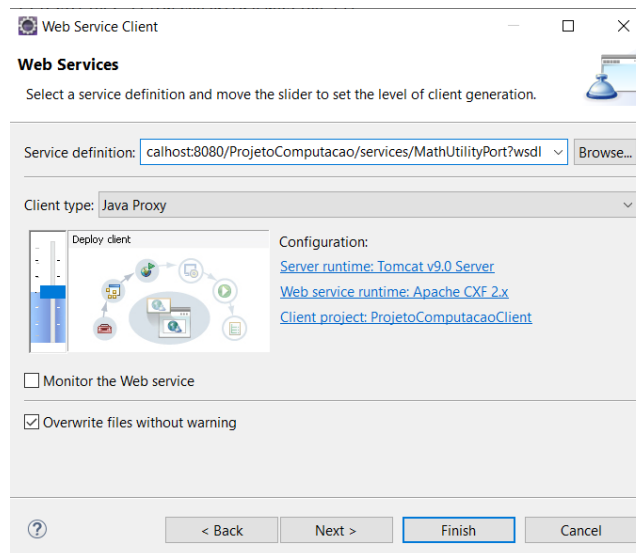 Web Service Client
Web Services
Select a service definition and move the slider to set the level of client generation.
Service definition: calhost:8080/ProjetoComputacao/services/MathUtilityPort?wsdl Browse...
Client type: Java Proxy
Deploy client
Configuration:
Server runtime: Tomcat v9.0 Server
Web service runtime: Apache CXF 2.x
Client project: ProjetoComputacaoClient
Monitor the Web service
Overwrite files without warning
? < Back Next > Finish Cancel